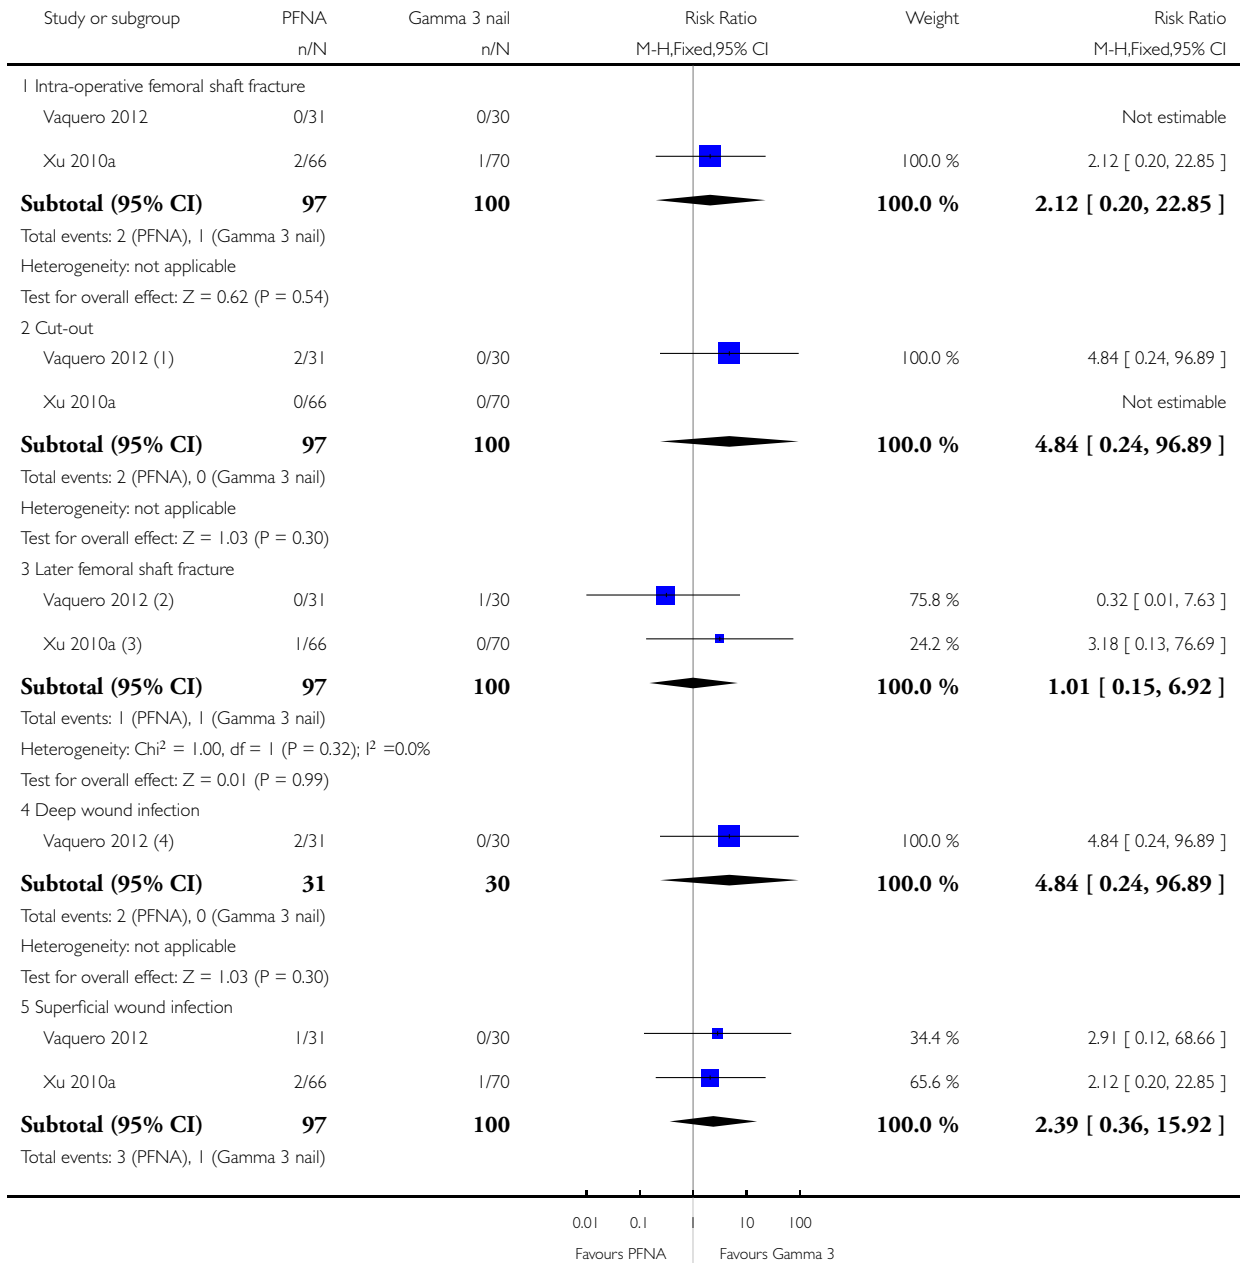 Study or subgroup PFNA Gamma 3 nail Risk Ratio Weight Risk Ratio
n/N n/N M-H,Fixed,95% CI M-H,Fixed,95% CI
1 Intra-operative femoral shaft fracture
Vaquero 2012 0/31 0/30 Not estimable
Xu 2010a 2/66 1/70 100.0 % 2.12 [ 0.20, 22.85 ]
Subtotal (95% CI) 97 100 100.0 % 2.12 [ 0.20, 22.85 ]
Total events: 2 (PFNA), 1 (Gamma 3 nail)
Heterogeneity: not applicable
Test for overall effect: Z = 0.62 (P = 0.54)
2 Cut-out
Vaquero 2012 (1) 2/31 0/30 100.0 % 4.84 [ 0.24, 96.89 ]
Xu 2010a 0/66 0/70 Not estimable
Subtotal (95% CI) 97 100 100.0 % 4.84 [ 0.24, 96.89 ]
Total events: 2 (PFNA), 0 (Gamma 3 nail)
Heterogeneity: not applicable
Test for overall effect: Z = 1.03 (P = 0.30)
3 Later femoral shaft fracture
Vaquero 2012 (2) 0/31 1/30 75.8 % 0.32 [ 0.01, 7.63 ]
Xu 2010a (3) 1/66 0/70 24.2 % 3.18 [ 0.13, 76.69 ]
Subtotal (95% CI) 97 100 100.0 % 1.01 [ 0.15, 6.92 ]
Total events: 1 (PFNA), 1 (Gamma 3 nail)
Heterogeneity: Chi² = 1.00, df = 1 (P = 0.32); I² =0.0%
Test for overall effect: Z = 0.01 (P = 0.99)
4 Deep wound infection
Vaquero 2012 (4) 2/31 0/30 100.0 % 4.84 [ 0.24, 96.89 ]
Subtotal (95% CI) 31 30 100.0 % 4.84 [ 0.24, 96.89 ]
Total events: 2 (PFNA), 0 (Gamma 3 nail)
Heterogeneity: not applicable
Test for overall effect: Z = 1.03 (P = 0.30)
5 Superficial wound infection
Vaquero 2012 1/31 0/30 34.4 % 2.91 [ 0.12, 68.66 ]
Xu 2010a 2/66 1/70 65.6 % 2.12 [ 0.20, 22.85 ]
Subtotal (95% CI) 97 100 100.0 % 2.39 [ 0.36, 15.92 ]
Total events: 3 (PFNA), 1 (Gamma 3 nail)
0.01 0.1 1 10 100
Favours PFNA Favours Gamma 3